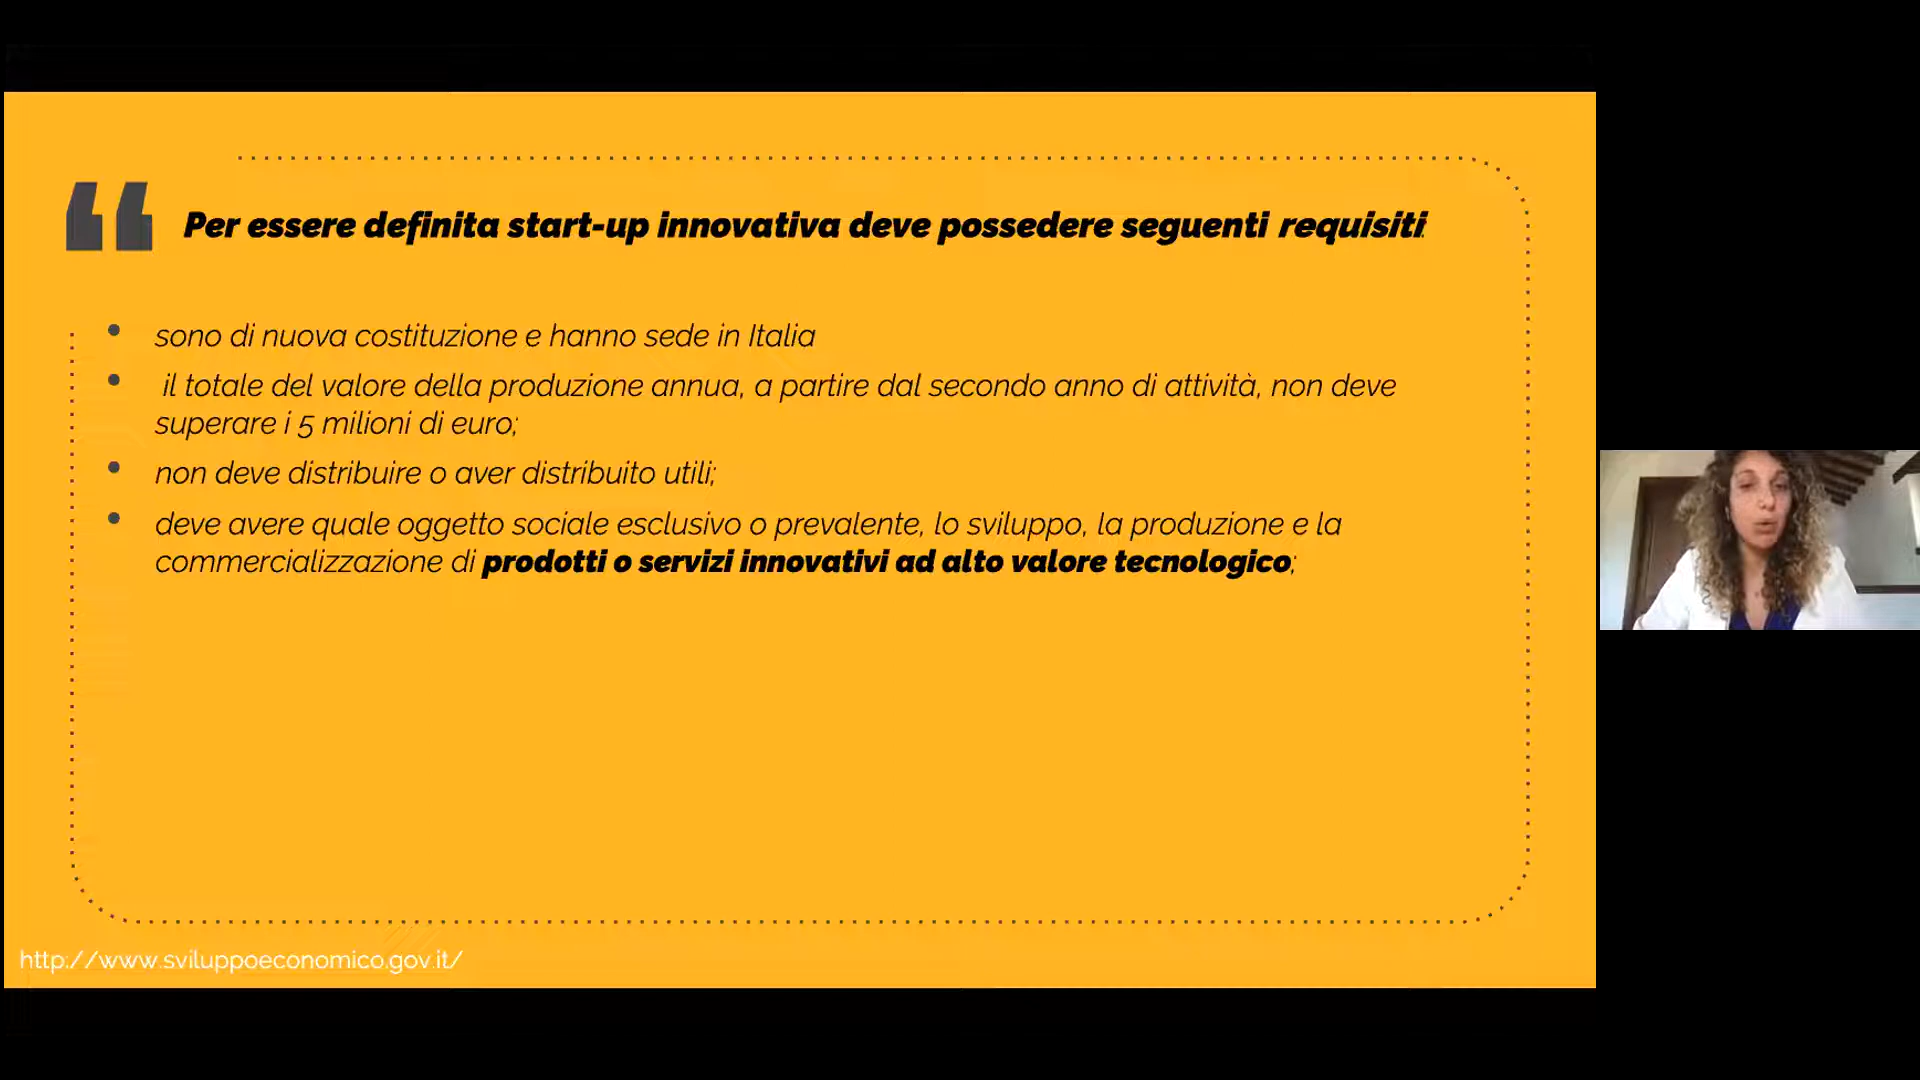 Per essere definita start-up innovativa deve possedere seguenti requisiti:
• sono di nuova costituzione e hanno sede in Italia
• il totale del valore della produzione annua, a partire dal secondo anno di attività, non deve
superare i 5 milioni di euro;
• non deve distribuire o aver distribuito utili;
• deve avere quale oggetto sociale esclusivo o prevalente, lo sviluppo, la produzione e la
commercializzazione di prodotti o servizi innovativi ad alto valore tecnologico;
http://www.sviluppoeconomico.gov.it/